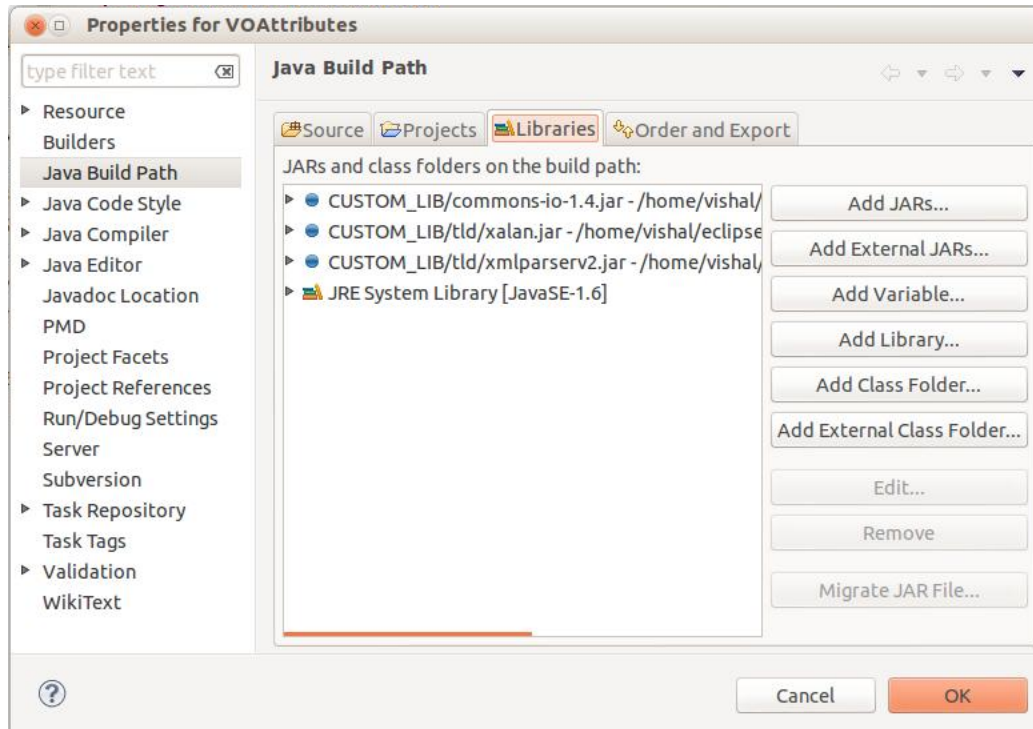 Properties for VOAttributes
type filter text
Resource
Builders
Java Build Path
Java Code Style
Java Compiler
Java Editor
Javadoc Location
PMD
Project Facets
Project References
Run/Debug Settings
Server
Subversion
Task Repository
Task Tags
Validation
WikiText
Java Build Path
Source Projects Libraries Order and Export
JARs and class folders on the build path:
CUSTOM_LIB/commons-io-1.4.jar - /home/vishal/
CUSTOM_LIB/tld/xalan.jar - /home/vishal/eclipse
CUSTOM_LIB/tld/xmlparserv2.jar - /home/vishal/
JRE System Library [JavaSE-1.6]
Add JARs...
Add External JARs...
Add Variable...
Add Library...
Add Class Folder...
Add External Class Folder...
Edit...
Remove
Migrate JAR File...
?
Cancel
OK